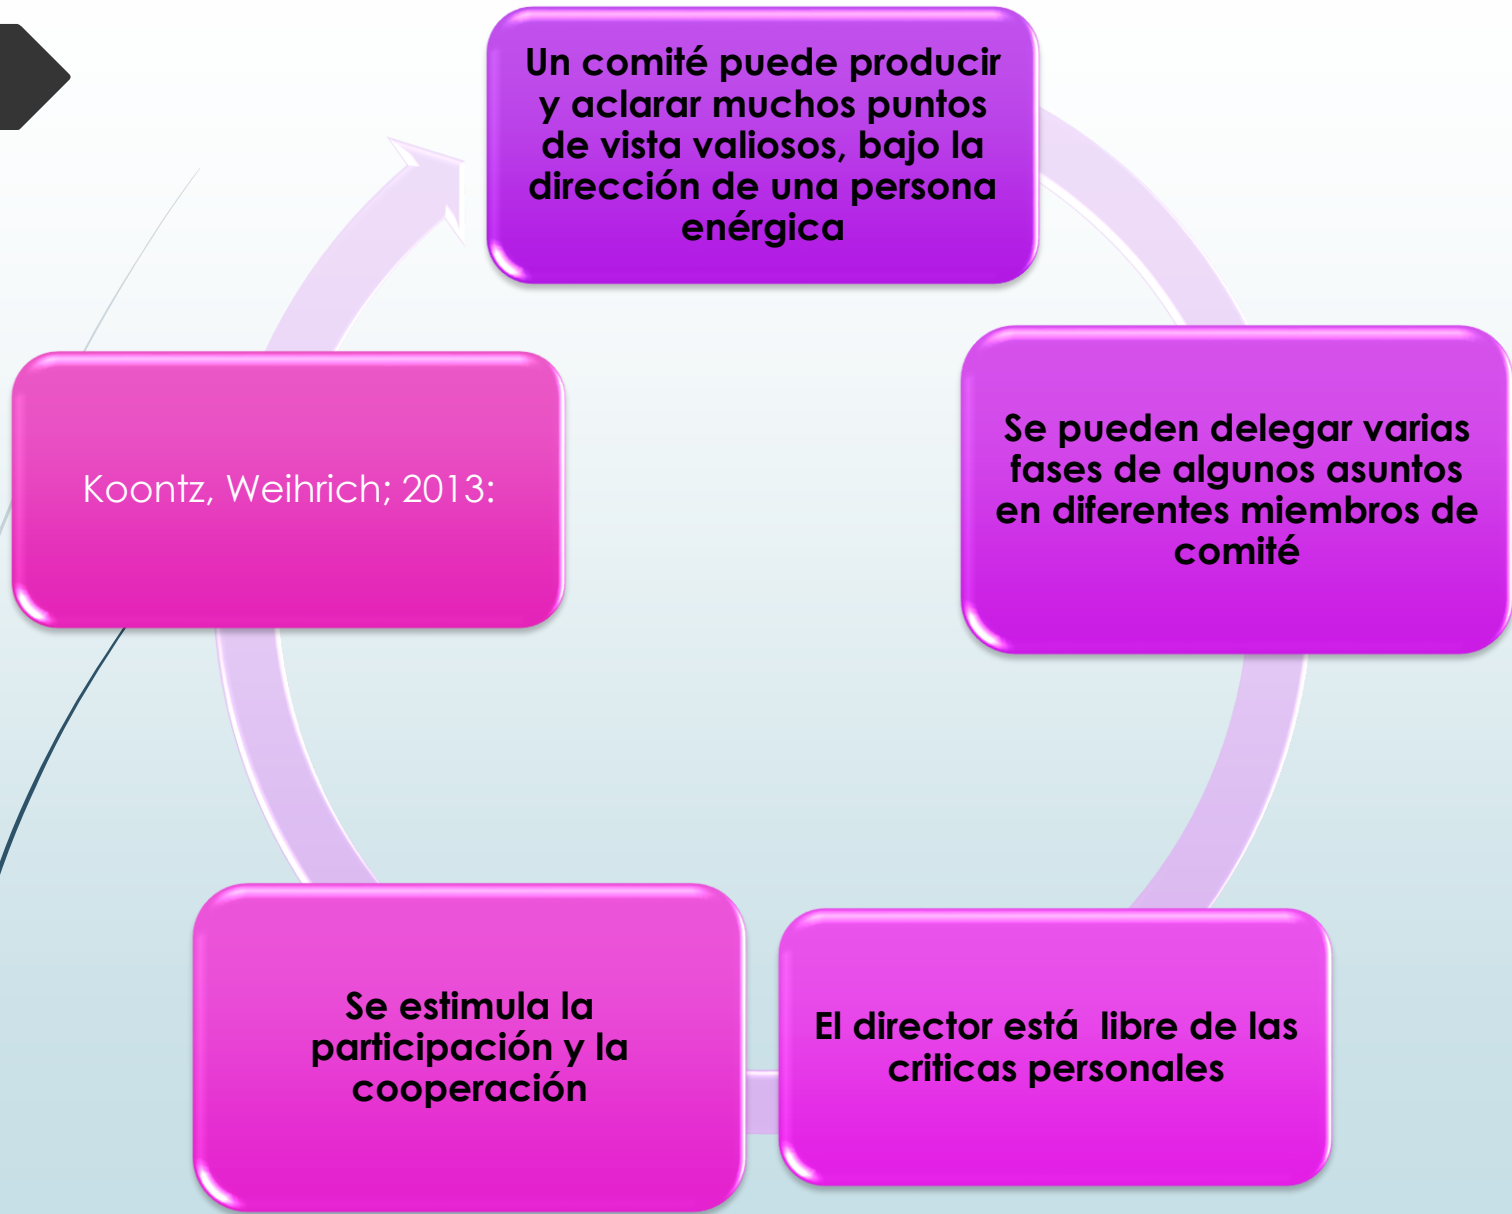 Un comité puede producir
y aclarar muchos puntos
de vista valiosos, bajo la
dirección de una persona
enérgica
Se pueden delegar varias
fases de algunos asuntos
en diferentes miembros de
comité
El director está  libre de las
criticas personales
Se estimula la
participación y la
cooperación
Koontz, Weihrich; 2013: